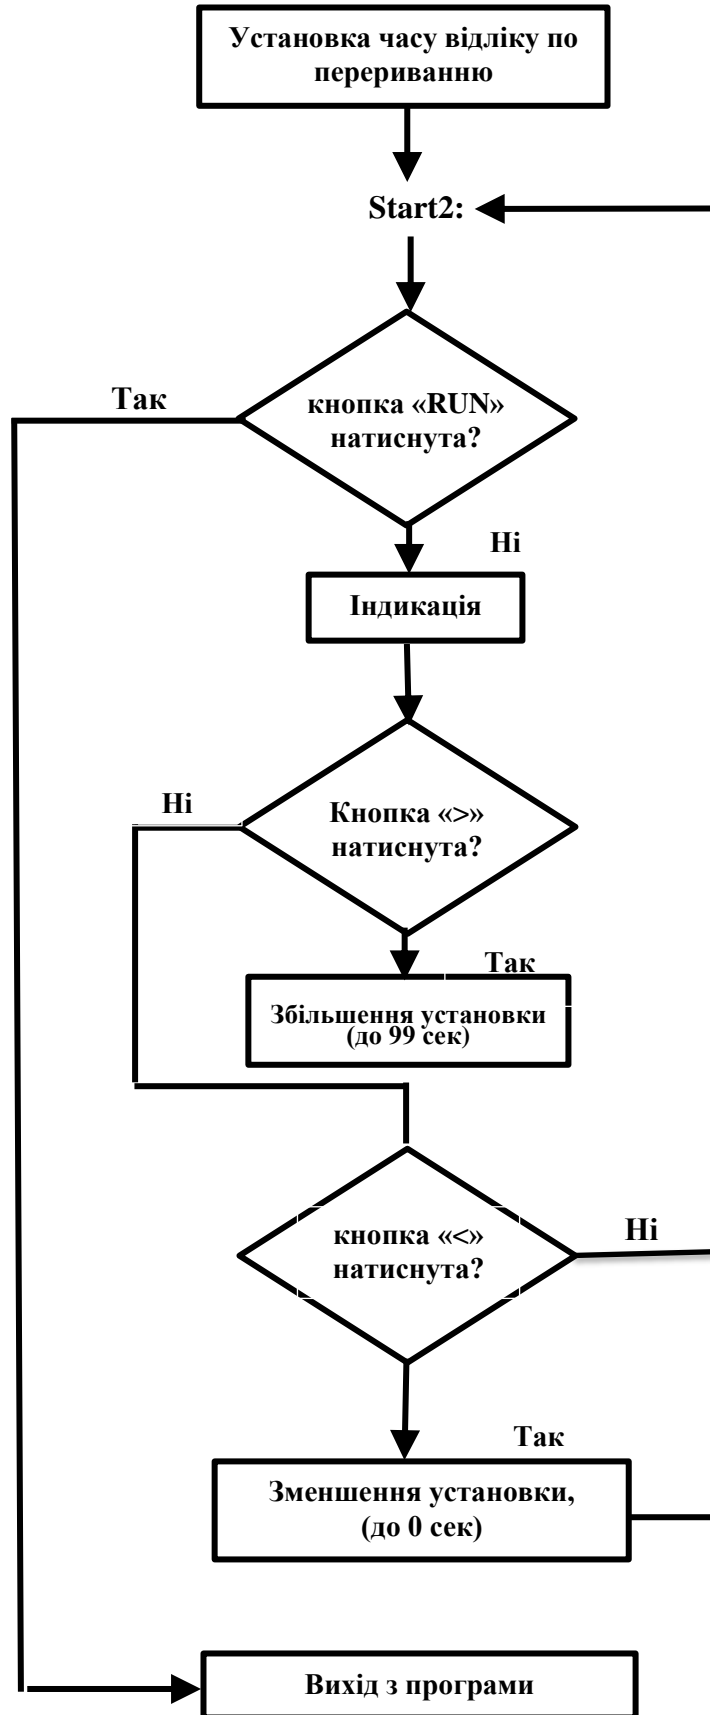 Установка часу відліку по
перериванню
Start2:
Так
кнопка «RUN»
натиснута?
Ні
Індикація
Ні
Кнопка «>»
натиснута?
Так
Збільшення установки
(до 99 сек)
кнопка «<»
натиснута?
Ні
Так
Зменшення установки,
(до 0 сек)
Вихід з програми